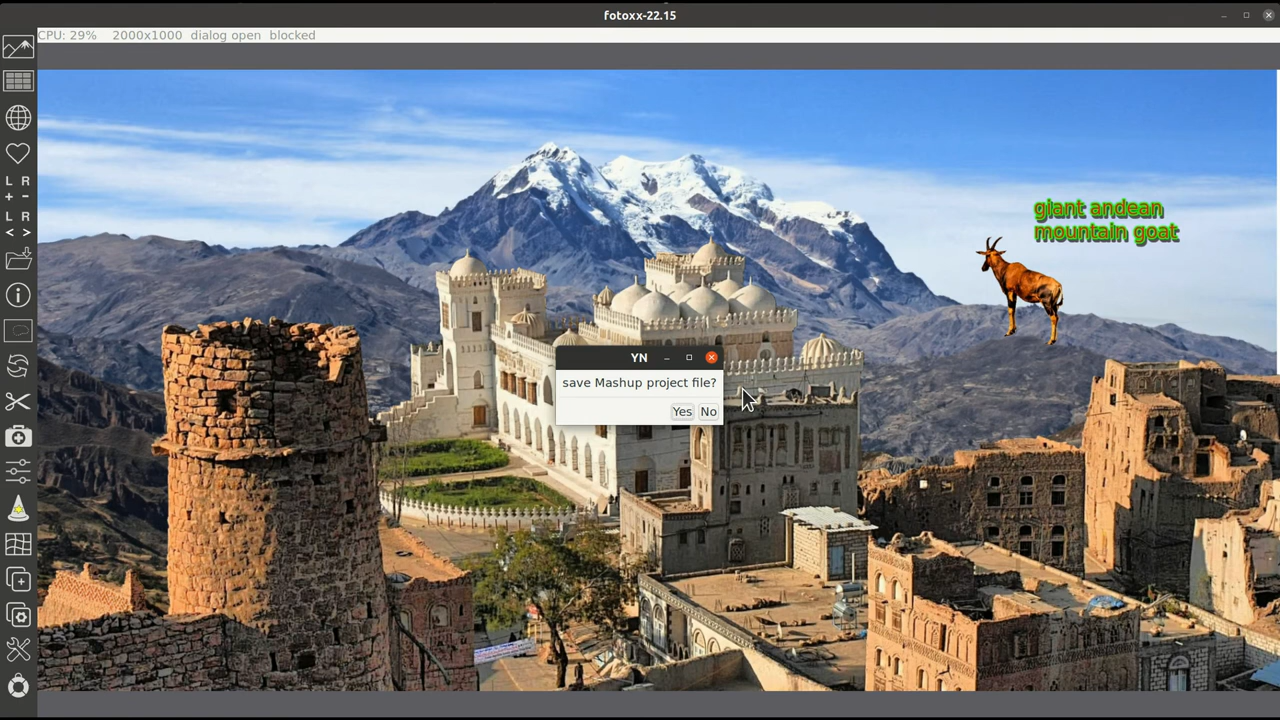 fotoxx-22.15
CPU: 29% 2000x1000 dialog open blocked
L R
+ -
L R
< >
giant andean
mountain goat
YN
save Mashup project file?
Yes No